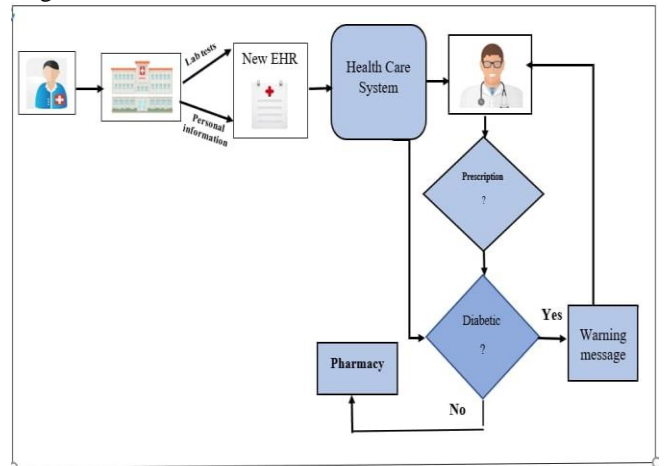 Lab tests
Personal
information
New EHR
Health Care
System
Prescription
?
Diabetic
?
Yes
Warning
message
Pharmacy
No